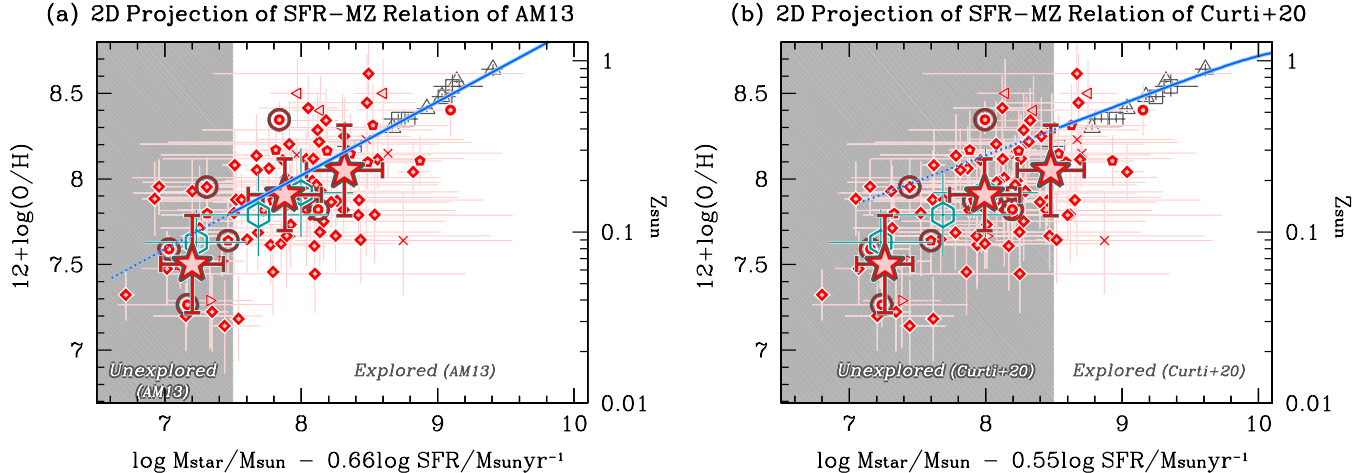 (a) 2D Projection of SFR−MZ Relation of AM13
8.5
8
7.5
7
12+log(O/H)
1
0.1
0.01
Zsun
Unexplored
(AM13)
Explored (AM13)
7
8
9
10
log Mstar/Msun − 0.66log SFR/Msunyr⁻¹
(b) 2D Projection of SFR−MZ Relation of Curti+20
8.5
8
7.5
7
12+log(O/H)
1
0.1
0.01
Zsun
Unexplored (Curti+20)
Explored (Curti+20)
7
8
9
10
log Mstar/Msun − 0.55log SFR/Msunyr⁻¹